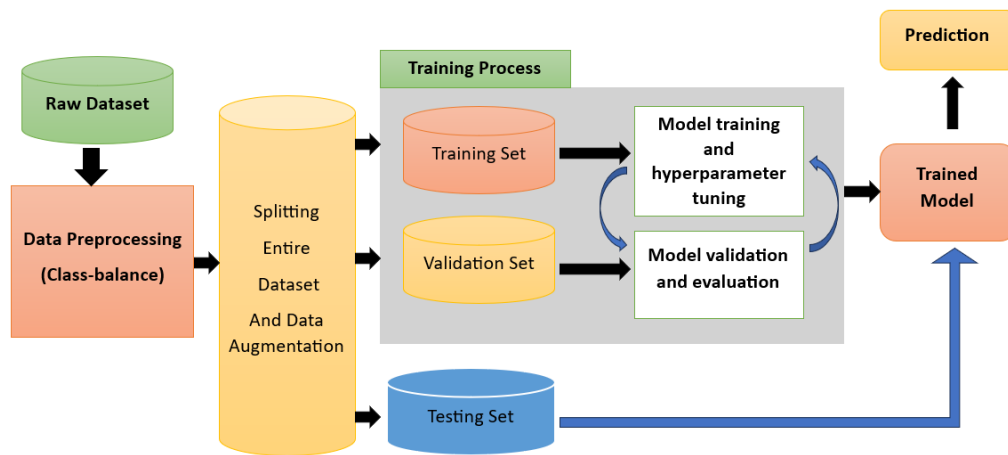 Raw Dataset
Data Preprocessing
(Class-balance)
Splitting
Entire
Dataset
And Data
Augmentation
Training Process
Training Set
Validation Set
Testing Set
Model training
and
hyperparameter
tuning
Model validation
and evaluation
Prediction
Trained
Model